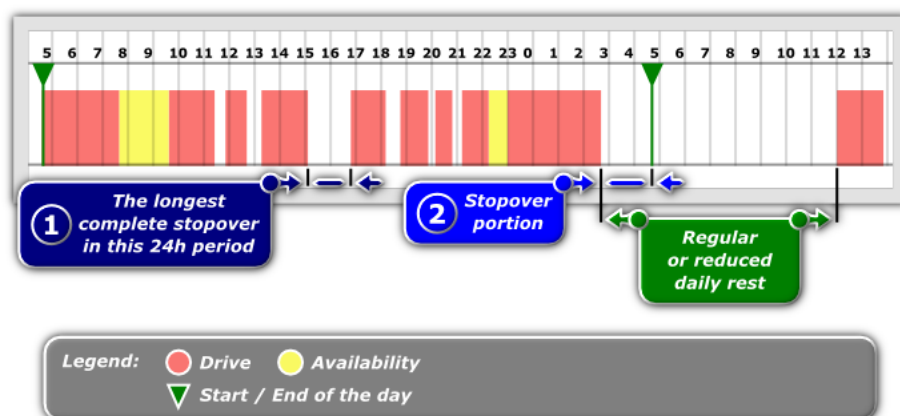 5 6 7 8 9 10 11 12 13 14 15 16 17 18 19 20 21 22 23 0 1 2 3 4 5 6 7 8 9 10 11 12 13
1
The longest
complete stopover
in this 24h period
2
Stopover
portion
Regular
or reduced
daily rest
Legend: Drive Availability
Start / End of the day